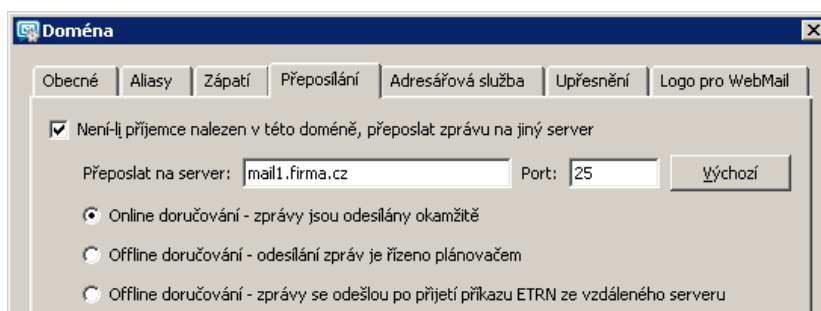 Doména
Obecné Aliasy Zápatí Přeposílání Adresářová služba Upřesnění Logo pro WebMail
Není-li příjemce nalezen v této doméně, přeposlat zprávu na jiný server
Přeposlat na server: mail1.firma.cz Port: 25 Výchozí
Online doručování - zprávy jsou odesílány okamžitě
Offline doručování - odesílání zpráv je řízeno plánovačem
Offline doručování - zprávy se odešlou po přijetí příkazu ETRN ze vzdáleného serveru